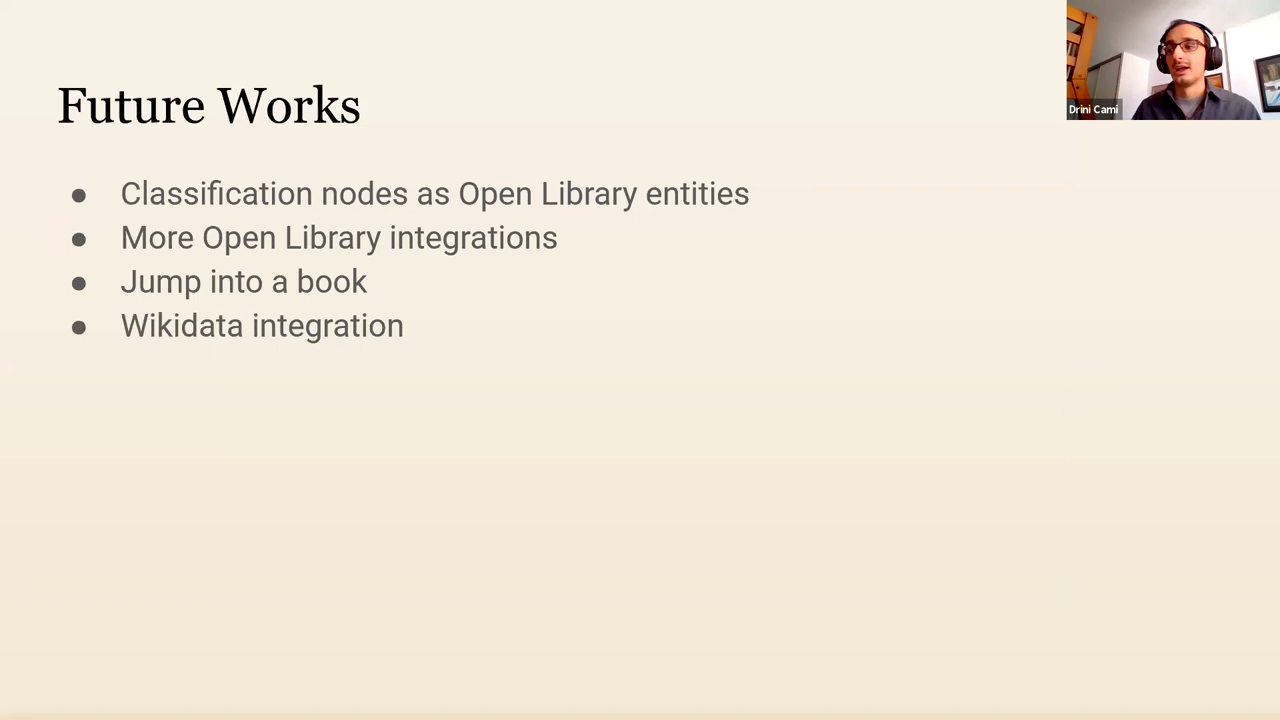 Future Works
● Classification nodes as Open Library entities
● More Open Library integrations
● Jump into a book
● Wikidata integration
Drini Cami